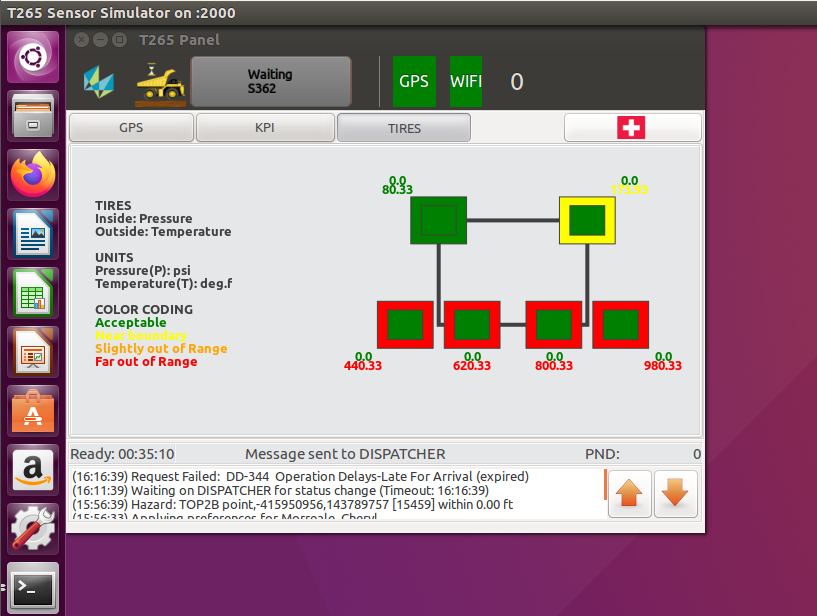 T265 Sensor Simulator on :2000
T265 Panel
Waiting
S362
GPS
WIFI
0
GPS
KPI
TIRES
0.0
80.33
0.0
TIRES
Inside: Pressure
Outside: Temperature
UNITS
Pressure(P): psi
Temperature(T): deg.f
COLOR CODING
Acceptable
Near boundary
Slightly out of Range
Far out of Range
0.0
440.33
0.0
620.33
0.0
800.33
0.0
980.33
Ready: 00:35:10
Message sent to DISPATCHER
PND:
0
(16:16:39) Request Failed: DD-344 Operation Delays-Late For Arrival (expired)
(16:11:39) Waiting on DISPATCHER for status change (Timeout: 16:16:39)
(15:56:39) Hazard: TOP2B point,-415950956,143789757 [15459] within 0.00 ft
(15:56:33) Applying preferences for Morreale, Cheryl
a
>_